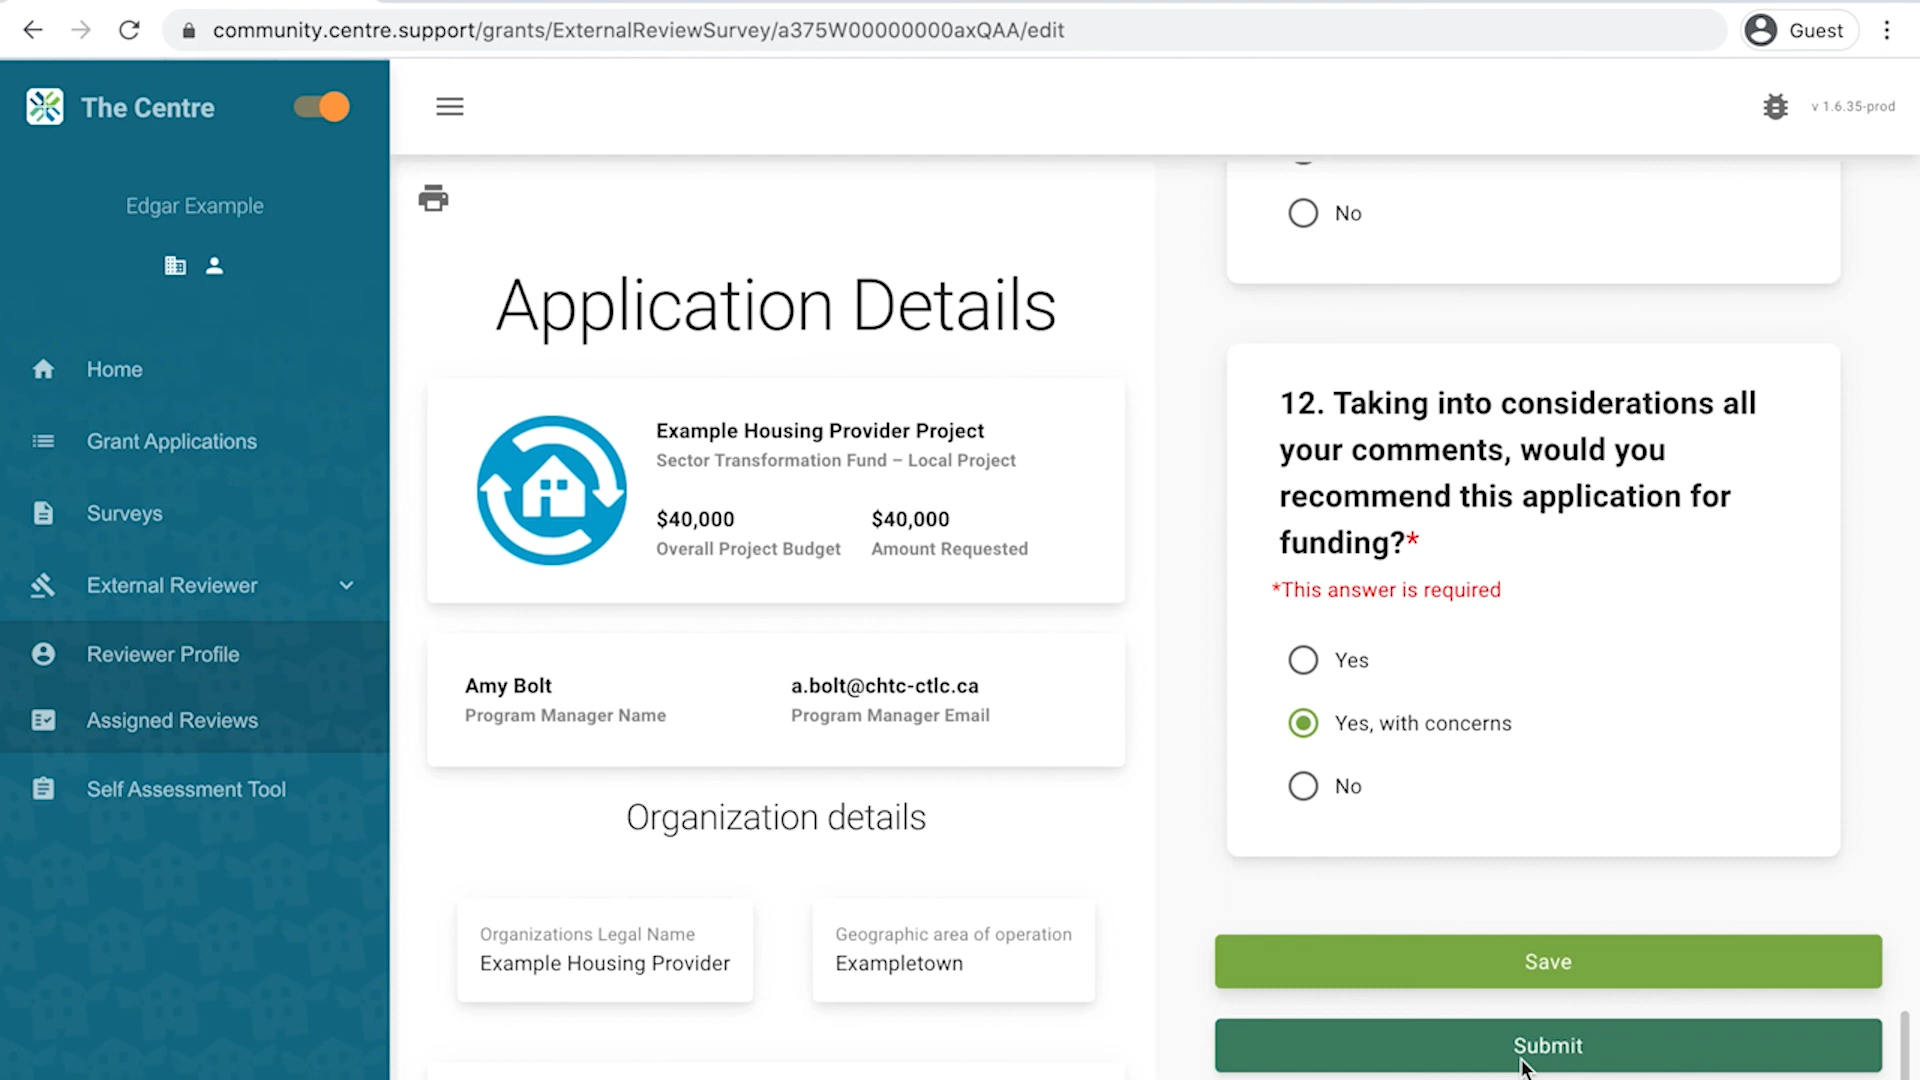 community.centre.support/grants/ExternalReviewSurvey/a375W00000000axQAA/edit
Guest
The Centre
v 1.6.35-prod
Edgar Example
Home
Grant Applications
Surveys
External Reviewer
Reviewer Profile
Assigned Reviews
Self Assessment Tool
Application Details
Example Housing Provider Project
Sector Transformation Fund – Local Project
$40,000
Overall Project Budget
$40,000
Amount Requested
Amy Bolt
Program Manager Name
a.bolt@chtc-ctlc.ca
Program Manager Email
Organization details
Organizations Legal Name
Example Housing Provider
Geographic area of operation
Exampletown
No
12. Taking into considerations all
your comments, would you
recommend this application for
funding?*
*This answer is required
Yes
Yes, with concerns
No
Save
Submit